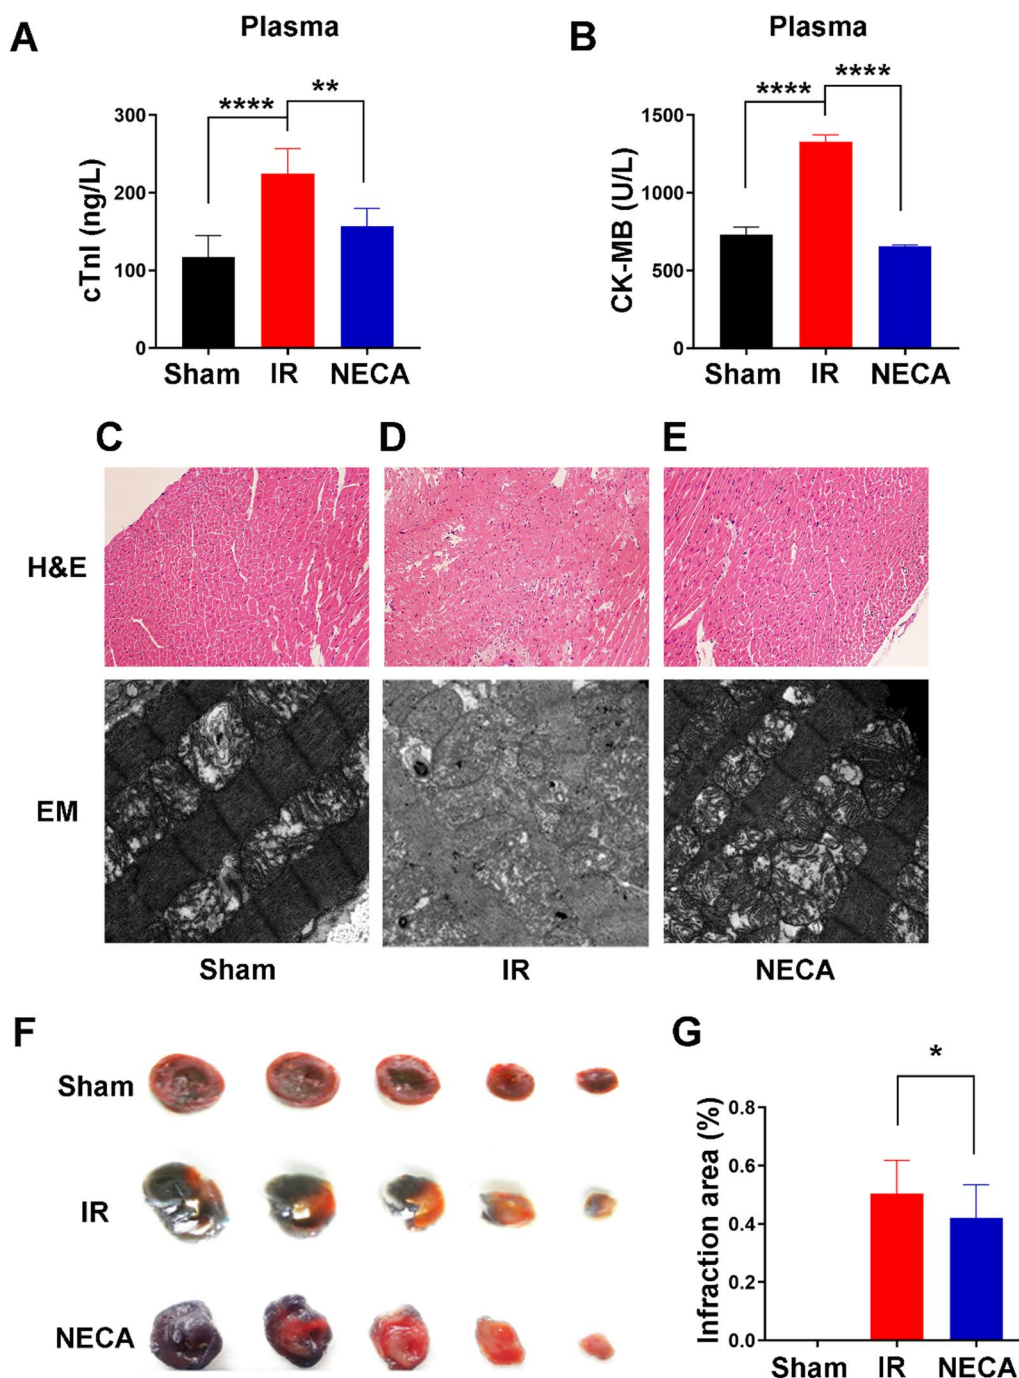 A
Plasma
cTnI (ng/L)
300
200
100
0
****
**
Sham IR NECA
B
Plasma
CK-MB (U/L)
1500
1000
500
0
****
****
Sham IR NECA
C D E
H&E
EM
Sham IR NECA
F
Sham
IR
NECA
G
Infraction area (%)
0.8
0.6
0.4
0.2
0.0
*
Sham IR NECA